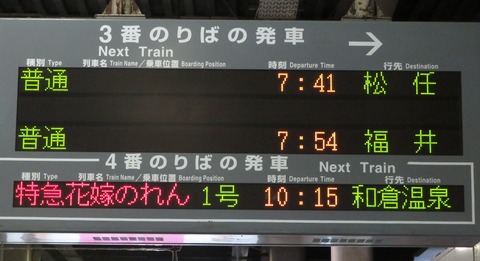 3番のりばの発車 →
Next Train
種別 Type 列車名 Train Name／乗車位置 Boarding Position 時刻 Departure Time 行先 Destination
普通 7:41 松任
普通 7:54 福井
4番のりばの発車 Next Train
種別 Type 列車名 Train Name／乗車位置 Boarding Position 時刻 Departure Time 行先 Destination
特急花嫁のれん 1号 10:15 和倉温泉